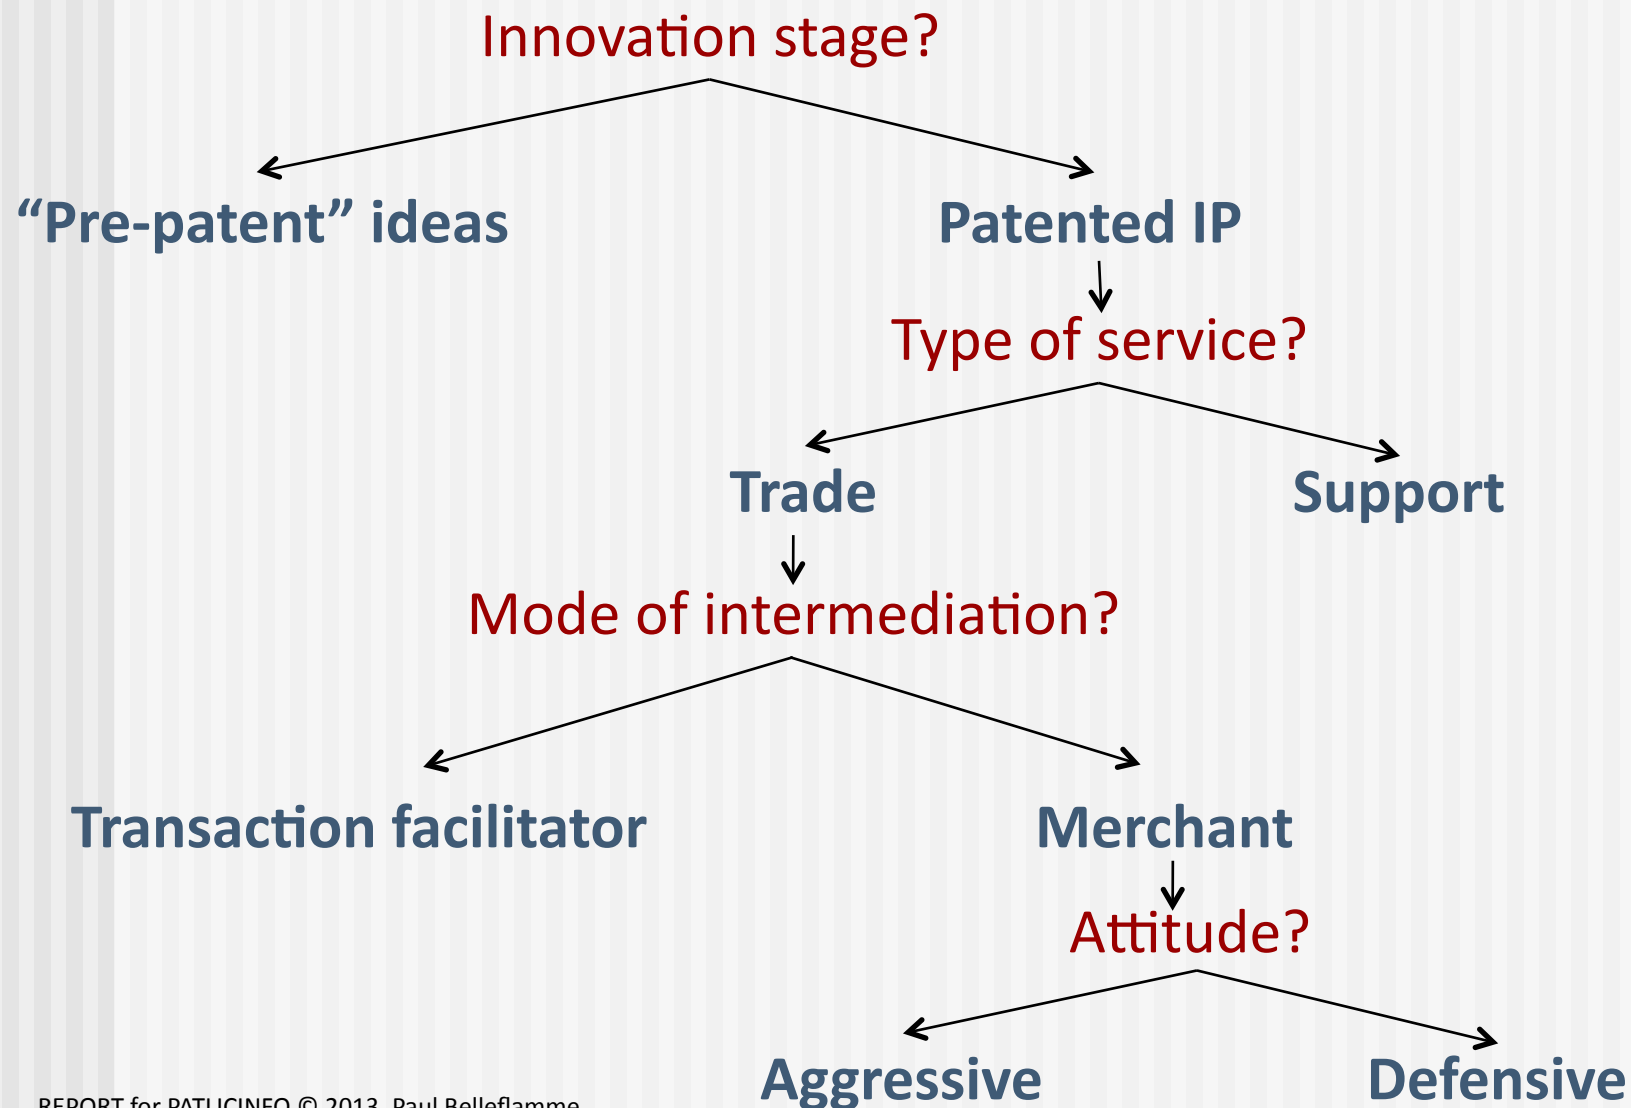 Innovation stage?
“Pre-patent” ideas
Patented IP
Type of service?
Trade
Support
Mode of intermediation?
Transaction facilitator
Merchant
Attitude?
Aggressive
Defensive
REPORT for PATLICINFO © 2013, Paul Belleflamme